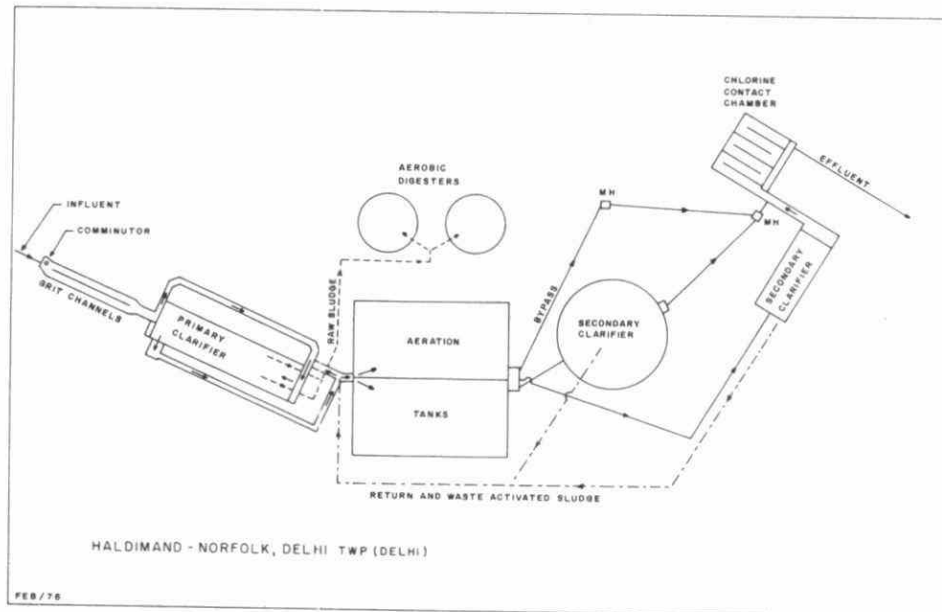 CHLORINE
CONTACT
CHAMBER
EFFLUENT
AEROBIC
DIGESTERS
MH
MH
INFLUENT
COMMINUTOR
GRIT CHANNELS
PRIMARY
CLARIFIER
RAW SLUDGE
AERATION
TANKS
BYPASS
SECONDARY
CLARIFIER
SECONDARY
CLARIFIER
RETURN AND WASTE ACTIVATED SLUDGE
HALDIMAND - NORFOLK, DELHI TWP (DELHI)
FEB/76